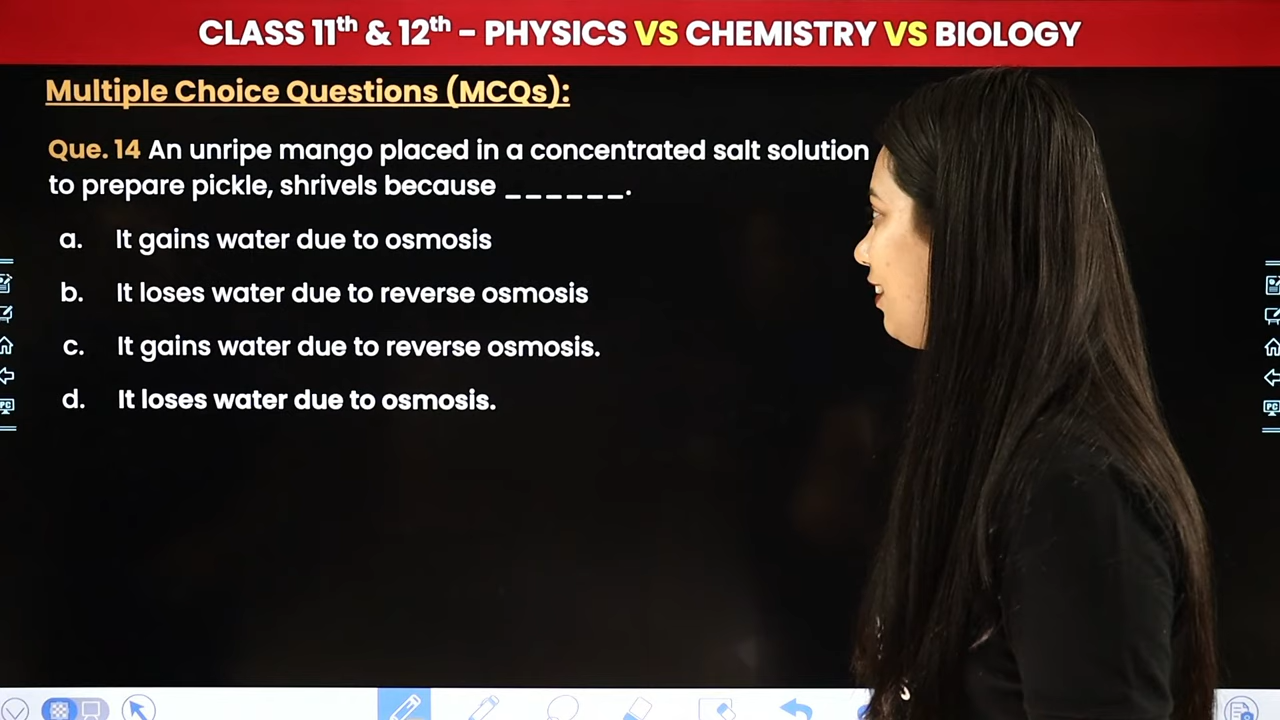 CLASS 11th & 12th – PHYSICS VS CHEMISTRY VS BIOLOGY
Multiple Choice Questions (MCQs):
Que. 14 An unripe mango placed in a concentrated salt solution
to prepare pickle, shrivels because ______.
a. It gains water due to osmosis
b. It loses water due to reverse osmosis
c. It gains water due to reverse osmosis.
d. It loses water due to osmosis.
PC
PC